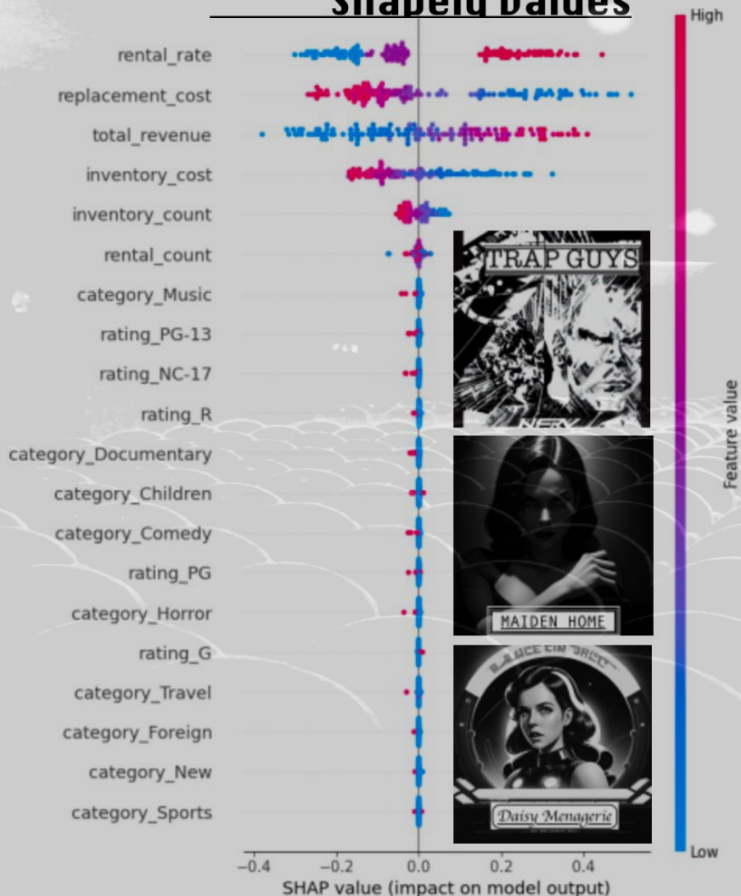 Shapely Values
High
rental_rate
replacement_cost
total_revenue
inventory_cost
inventory_count
rental_count
category_Music
rating_PG-13
rating_NC-17
rating_R
category_Documentary
category_Children
category_Comedy
rating_PG
category_Horror
rating_G
category_Travel
category_Foreign
category_New
category_Sports
TRAP GUYS
MAIDEN HOME
Daisy Menagerie
Feature value
Low
−0.4 −0.2 0.0 0.2 0.4
SHAP value (impact on model output)